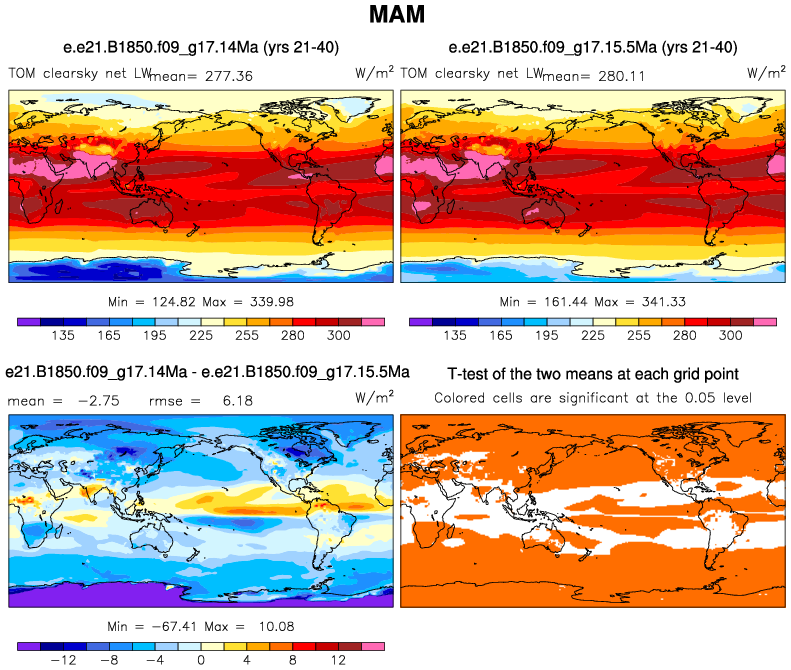 MAM
e.e21.B1850.f09_g17.14Ma (yrs 21-40)
TOM clearsky net LW mean= 277.36 W/m²
e.e21.B1850.f09_g17.15.5Ma (yrs 21-40)
TOM clearsky net LW mean= 280.11 W/m²
Min = 124.82 Max = 339.98
135 165 195 225 255 280 300
Min = 161.44 Max = 341.33
135 165 195 225 255 280 300
e21.B1850.f09_g17.14Ma - e.e21.B1850.f09_g17.15.5Ma
mean = -2.75 rmse = 6.18 W/m²
T-test of the two means at each grid point
Colored cells are significant at the 0.05 level
Min = -67.41 Max = 10.08
-12 -8 -4 0 4 8 12